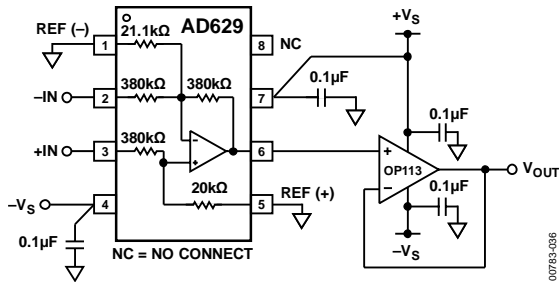 REF (–)
21.1kΩ
AD629
+VS
1
8
NC
380kΩ
380kΩ
0.1µF
–IN
2
7
0.1µF
380kΩ
+IN
3
6
+
OP113
VOUT
–
+
–
20kΩ
REF (+)
0.1µF
–VS
4
5
0.1µF
–VS
NC = NO CONNECT
00783-036